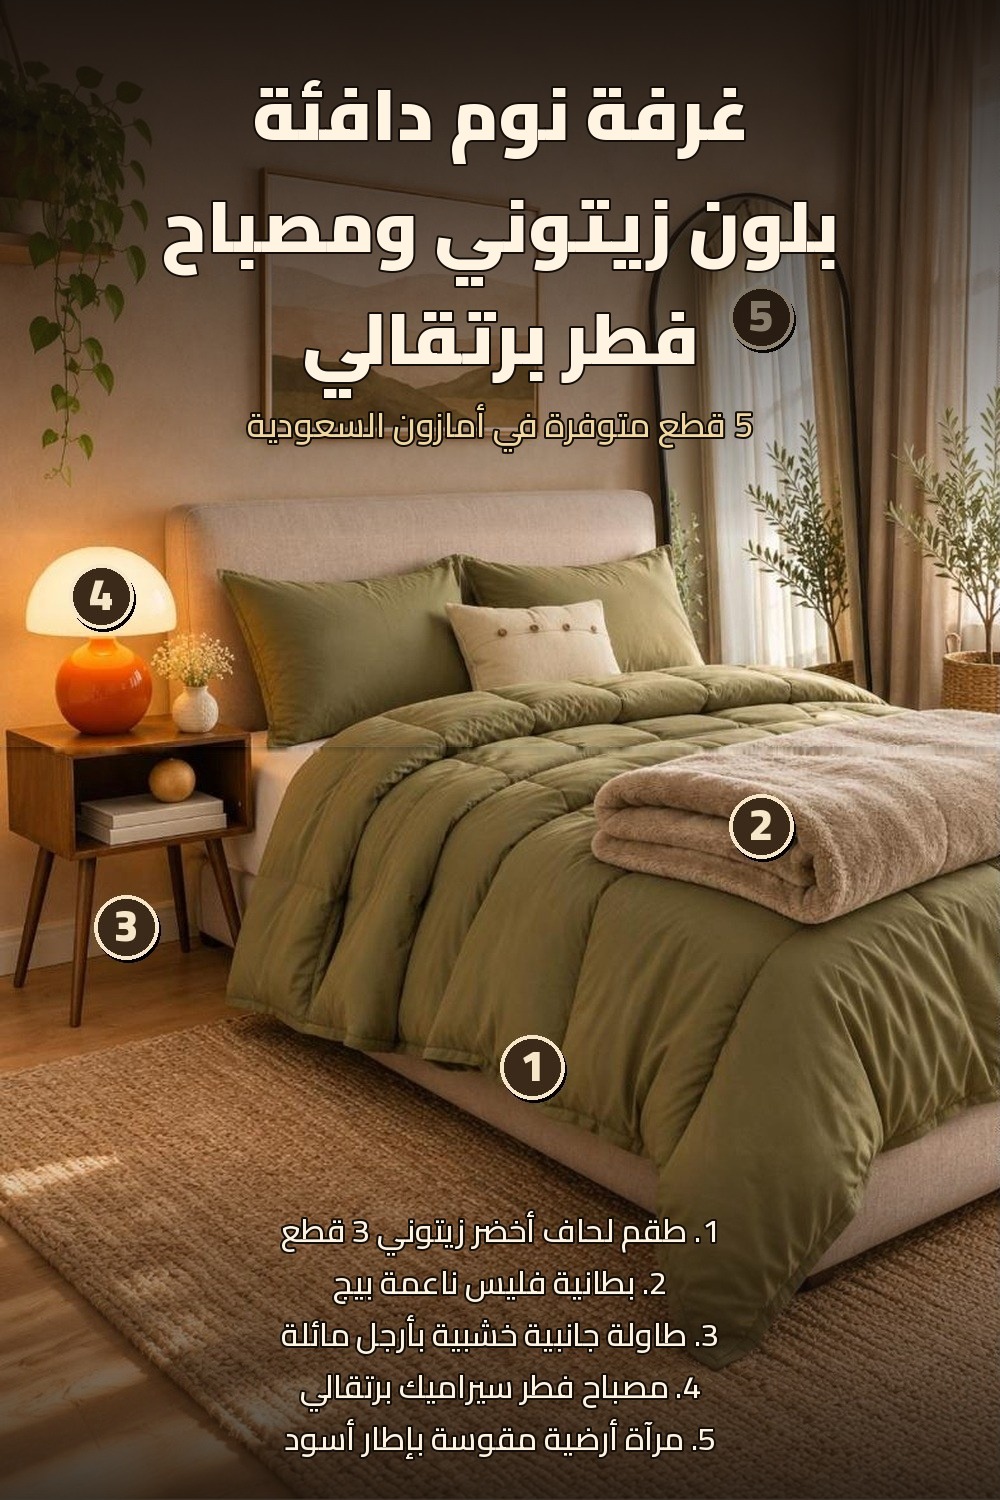 غرفة نوم دافئة
بلون زيتوني ومصباح
فطر برتقالي
5 قطع متوفرة في أمازون السعودية
5
4
2
3
1
1. طقم لحاف أخضر زيتوني 3 قطع
2. بطانية فليس ناعمة بيج
3. طاولة جانبية خشبية بأرجل مائلة
4. مصباح فطر سيراميك برتقالي
5. مرآة أرضية مقوسة بإطار أسود